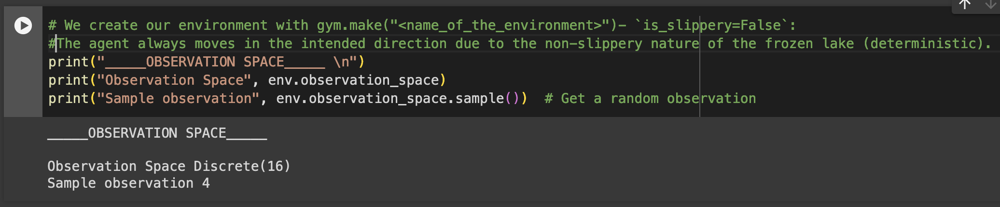 # We create our environment with gym.make("<name_of_the_environment>")- `is_slippery=False`:
#The agent always moves in the intended direction due to the non-slippery nature of the frozen lake (deterministic).
print("_____OBSERVATION SPACE_____ \n")
print("Observation Space", env.observation_space)
print("Sample observation", env.observation_space.sample())  # Get a random observation
_____OBSERVATION SPACE_____
Observation Space Discrete(16)
Sample observation 4